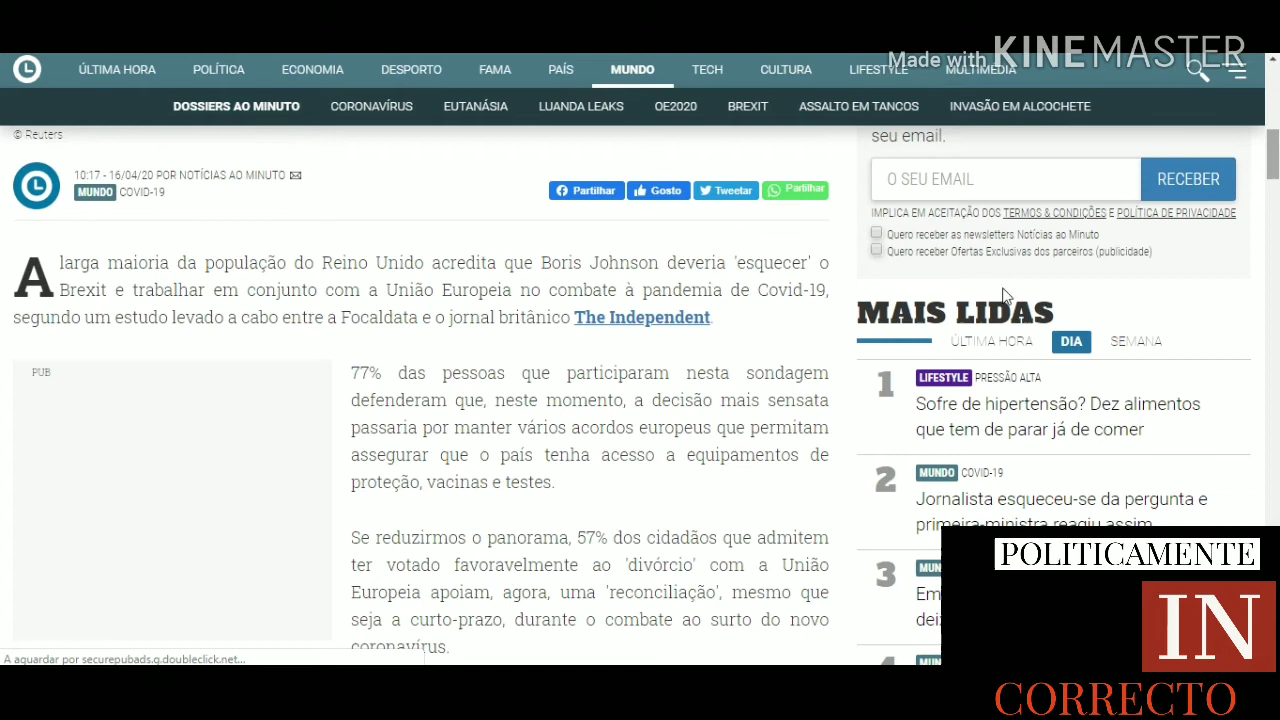 Made with KINEMASTER
ÚLTIMA HORA POLÍTICA ECONOMIA DESPORTO FAMA PAÍS MUNDO TECH CULTURA LIFESTYLE MULTIMÉDIA
DOSSIERS AO MINUTO CORONAVÍRUS EUTANÁSIA LUANDA LEAKS OE2020 BREXIT ASSALTO EM TANCOS INVASÃO EM ALCOCHETE
© Reuters
10:17 - 16/04/20 POR NOTÍCIAS AO MINUTO
MUNDO COVID-19
Partilhar Gosto Tweetar Partilhar
A larga maioria da população do Reino Unido acredita que Boris Johnson deveria 'esquecer' o
Brexit e trabalhar em conjunto com a União Europeia no combate à pandemia de Covid-19,
segundo um estudo levado a cabo entre a Focaldata e o jornal britânico The Independent.
PUB
77% das pessoas que participaram nesta sondagem
defenderam que, neste momento, a decisão mais sensata
passaria por manter vários acordos europeus que permitam
assegurar que o país tenha acesso a equipamentos de
proteção, vacinas e testes.
Se reduzirmos o panorama, 57% dos cidadãos que admitem
ter votado favoravelmente ao 'divórcio' com a União
Europeia apoiam, agora, uma 'reconciliação', mesmo que
seja a curto-prazo, durante o combate ao surto do novo
coronavírus.
A aguardar por securepubads.g.doubleclick.net...
seu email.
O SEU EMAIL RECEBER
IMPLICA EM ACEITAÇÃO DOS TERMOS & CONDIÇÕES E POLÍTICA DE PRIVACIDADE
Quero receber as newsletters Notícias ao Minuto
Quero receber Ofertas Exclusivas dos parceiros (publicidade)
MAIS LIDAS
ÚLTIMA HORA DIA SEMANA
1 LIFESTYLE PRESSÃO ALTA
Sofre de hipertensão? Dez alimentos
que tem de parar já de comer
2 MUNDO COVID-19
Jornalista esqueceu-se da pergunta e
primeira-ministra reagiu assim
3 MUN
Em
dei
4 MUN
POLITICAMENTE
IN
CORRECTO